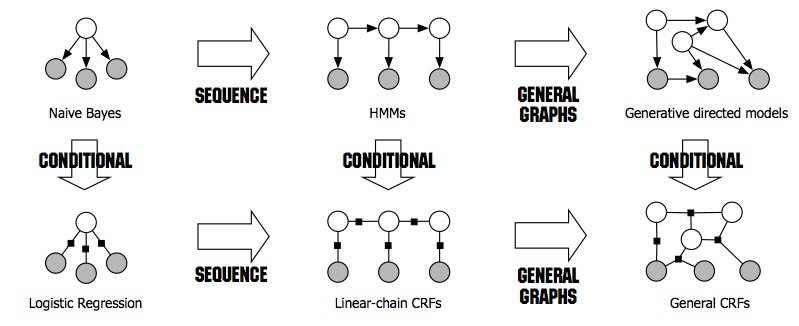 SEQUENCE
GENERAL
GRAPHS
Naive Bayes
HMMs
Generative directed models
CONDITIONAL
CONDITIONAL
CONDITIONAL
SEQUENCE
GENERAL
GRAPHS
Logistic Regression
Linear-chain CRFs
General CRFs